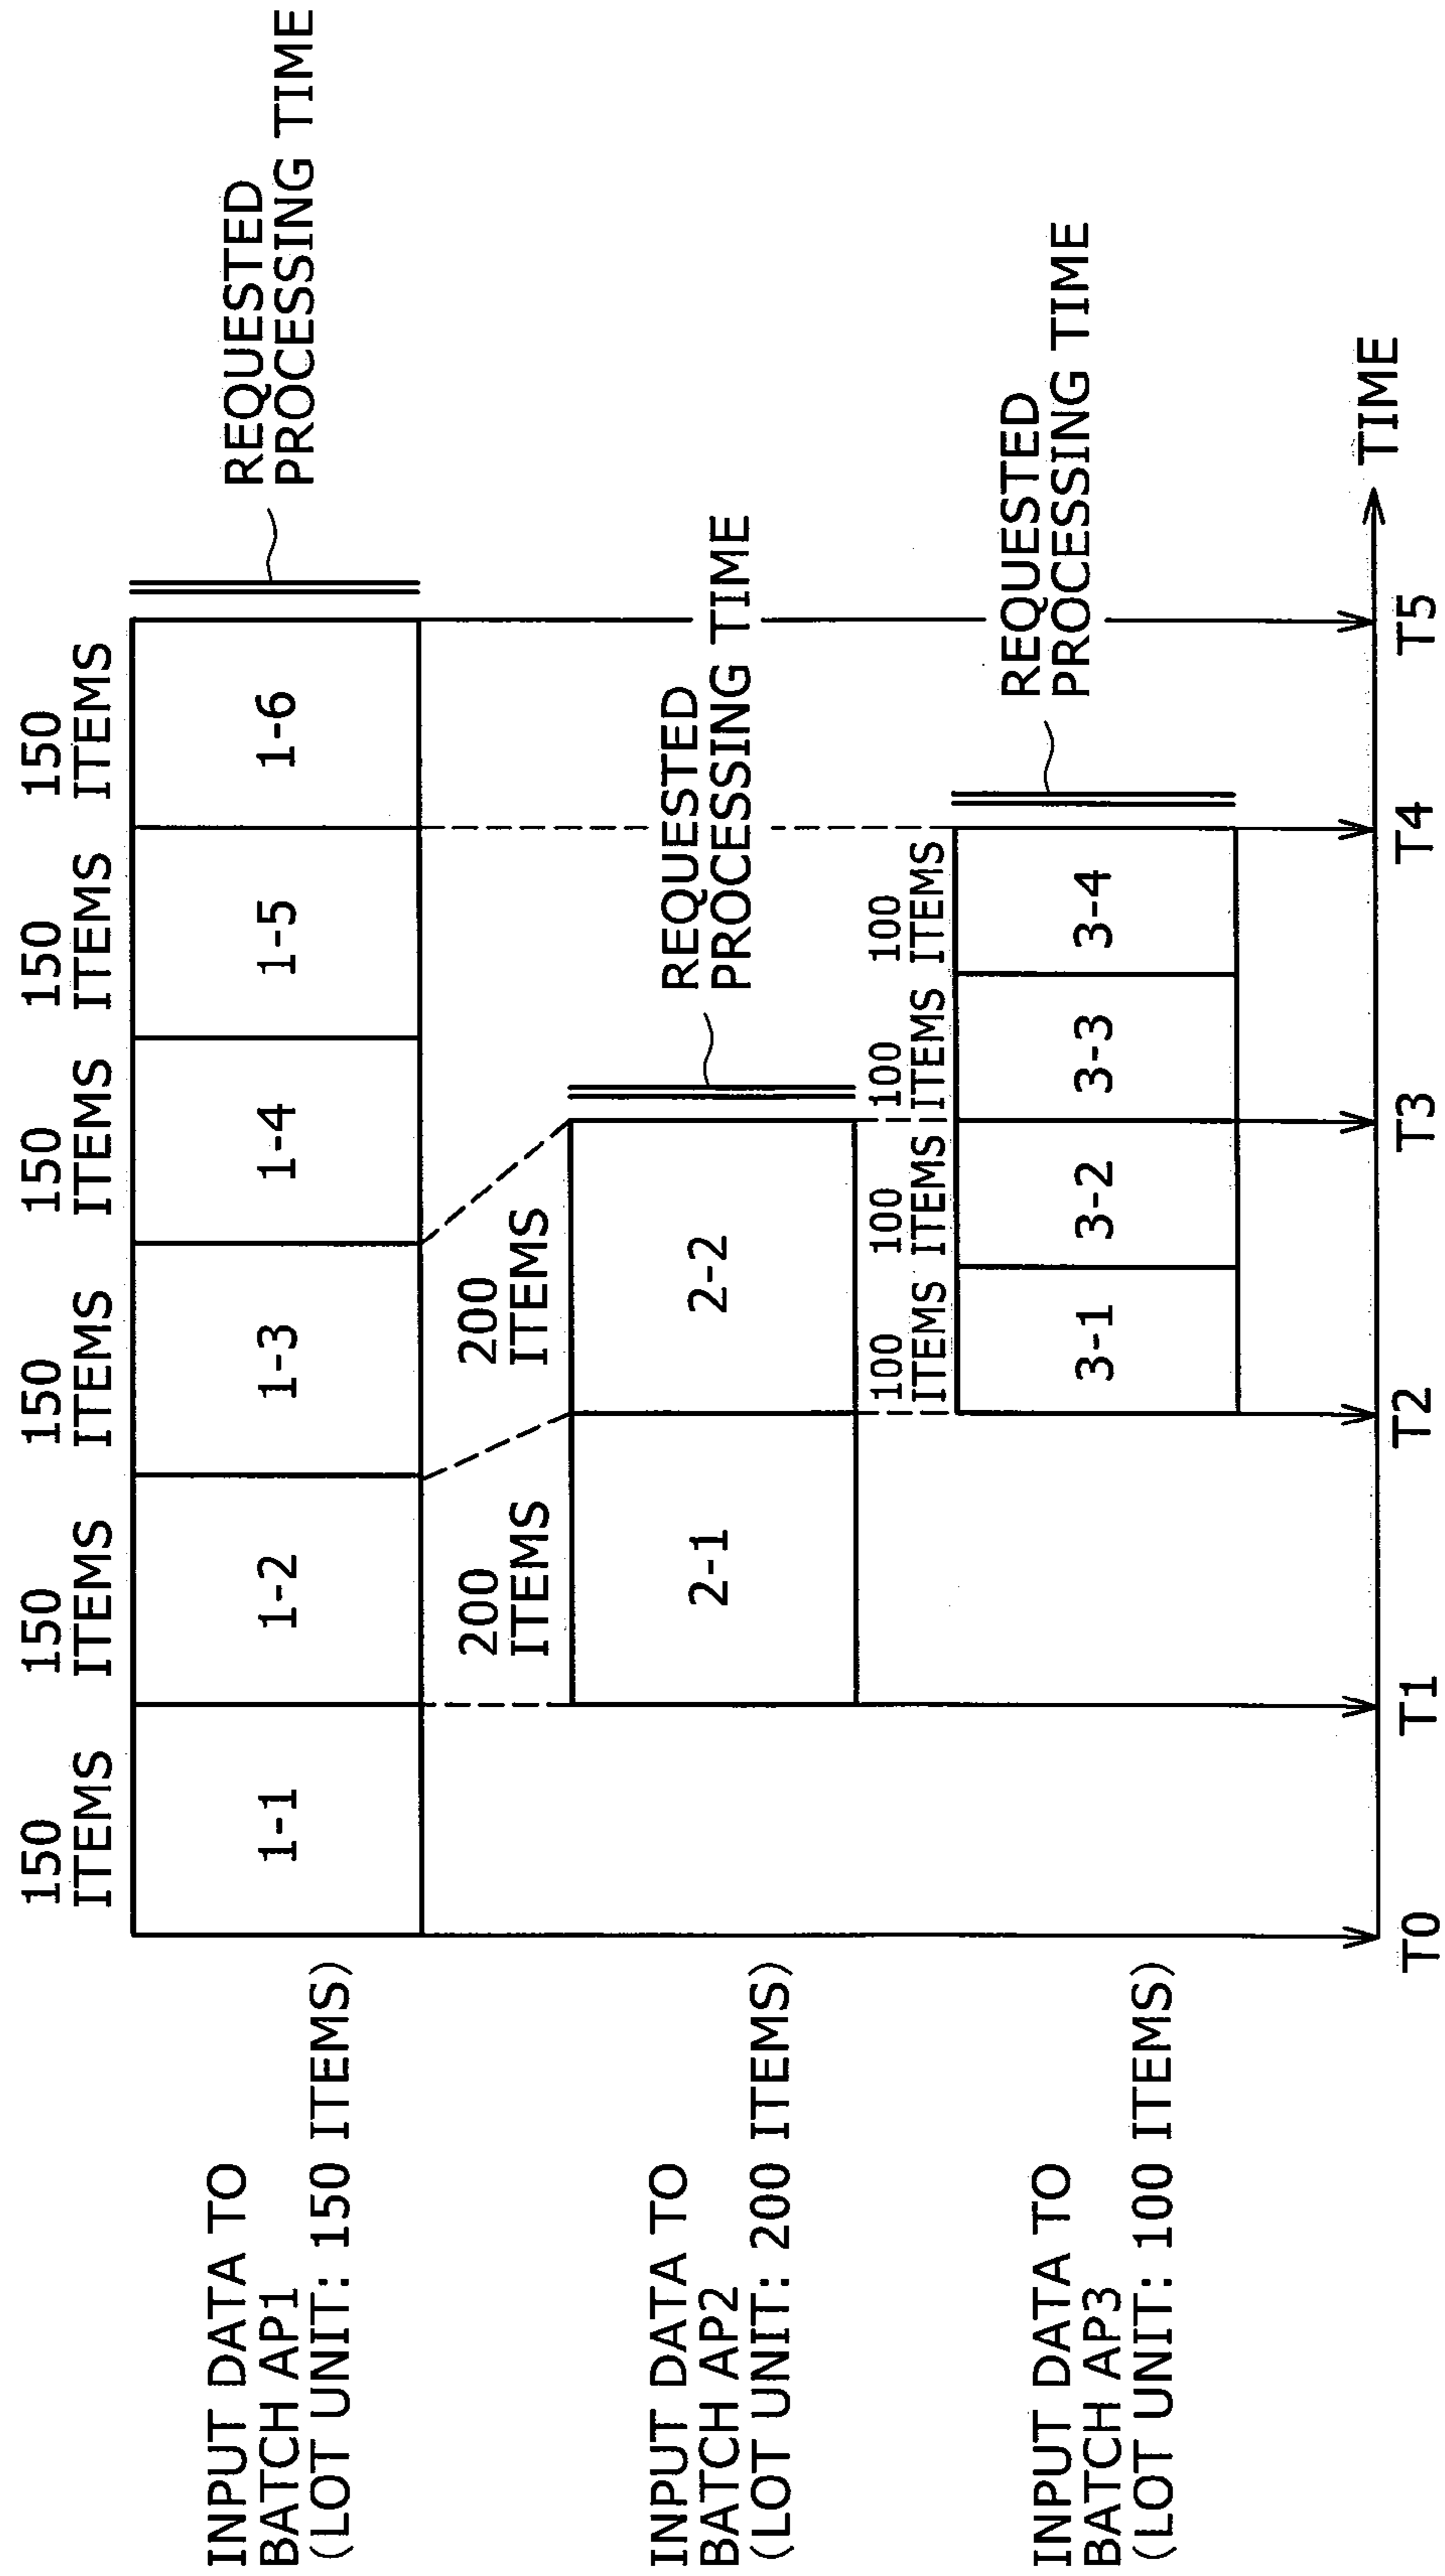 150
ITEMS
150
ITEMS
150
ITEMS
150
ITEMS
150
ITEMS
150
ITEMS
INPUT DATA TO
BATCH AP1
(LOT UNIT: 150 ITEMS)
1-1
1-2
1-3
1-4
1-5
1-6
REQUESTED
PROCESSING TIME
200
ITEMS
200
ITEMS
INPUT DATA TO
BATCH AP2
(LOT UNIT: 200 ITEMS)
2-1
2-2
REQUESTED
PROCESSING TIME
100
ITEMS
100
ITEMS
100
ITEMS
100
ITEMS
INPUT DATA TO
BATCH AP3
(LOT UNIT: 100 ITEMS)
3-1
3-2
3-3
3-4
REQUESTED
PROCESSING TIME
TIME
T0
T1
T2
T3
T4
T5